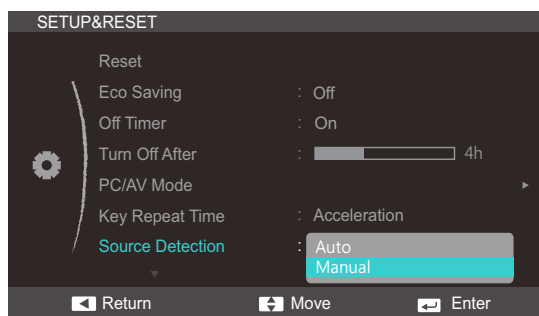 SETUP&RESET
Reset
Eco Saving : Off
Off Timer : On
Turn Off After : 4h
PC/AV Mode
Key Repeat Time : Acceleration
Source Detection : Auto
Manual
Return Move Enter